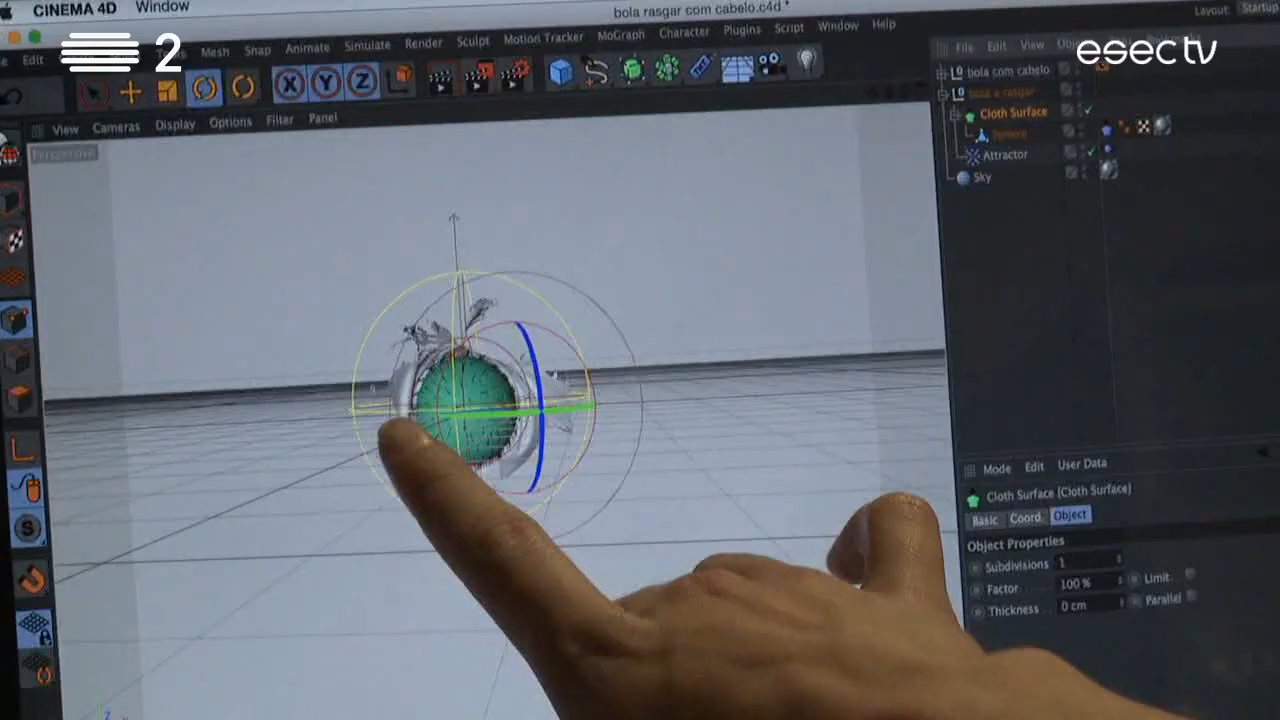 CINEMA 4D Window
bola rasgar com cabelo.c4d *
Layout: Startup
2
esec tv
Edit Mesh Snap Animate Simulate Render Sculpt Motion Tracker MoGraph Character Plugins Script Window Help
File Edit View
X Y Z
View Cameras Display Options Filter Panel
Perspective
bola com cabelo
bola a rasgar
Cloth Surface
Sphere
Attractor
Sky
S
Mode Edit User Data
Cloth Surface [Cloth Surface]
Basic Coord. Object
Object Properties
Subdivisions 1
Factor 100 % Limit
Thickness 0 cm Parallel
Z